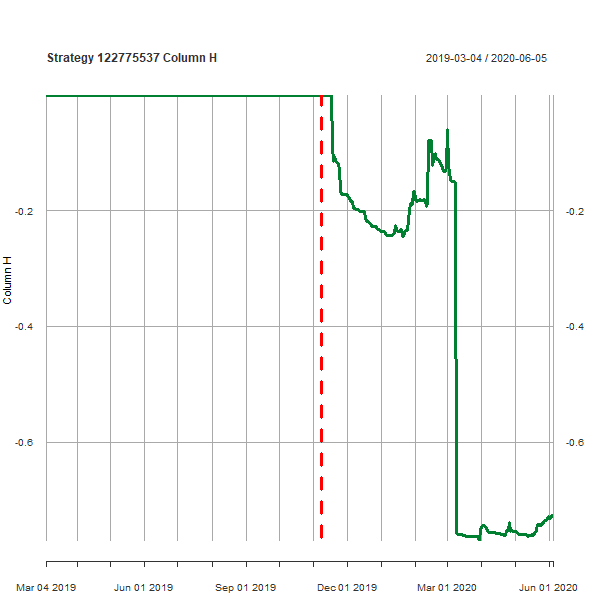 Strategy 122775537 Column H
2019-03-04 / 2020-06-05
Column H
-0.2
-0.2
-0.4
-0.4
-0.6
-0.6
Mar 04 2019
Jun 01 2019
Sep 01 2019
Dec 01 2019
Mar 01 2020
Jun 01 2020